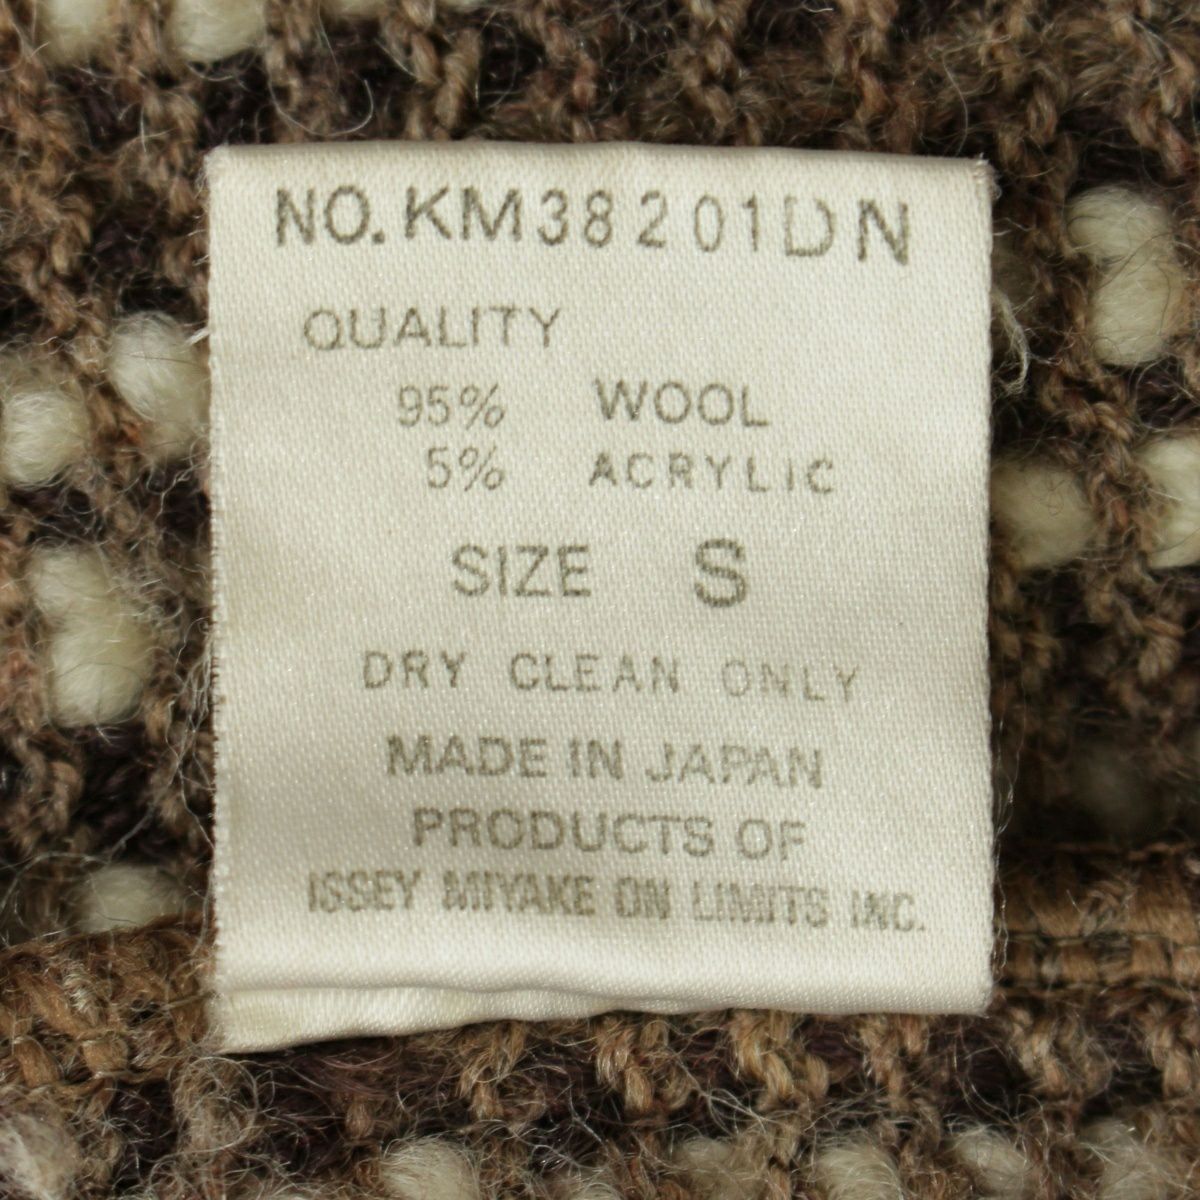 NO.KM38201DN
QUALITY
95% WOOL
5% ACRYLIC
SIZE S
DRY CLEAN ONLY
MADE IN JAPAN
PRODUCTS OF
ISSEY MIYAKE ON LIMITS INC.